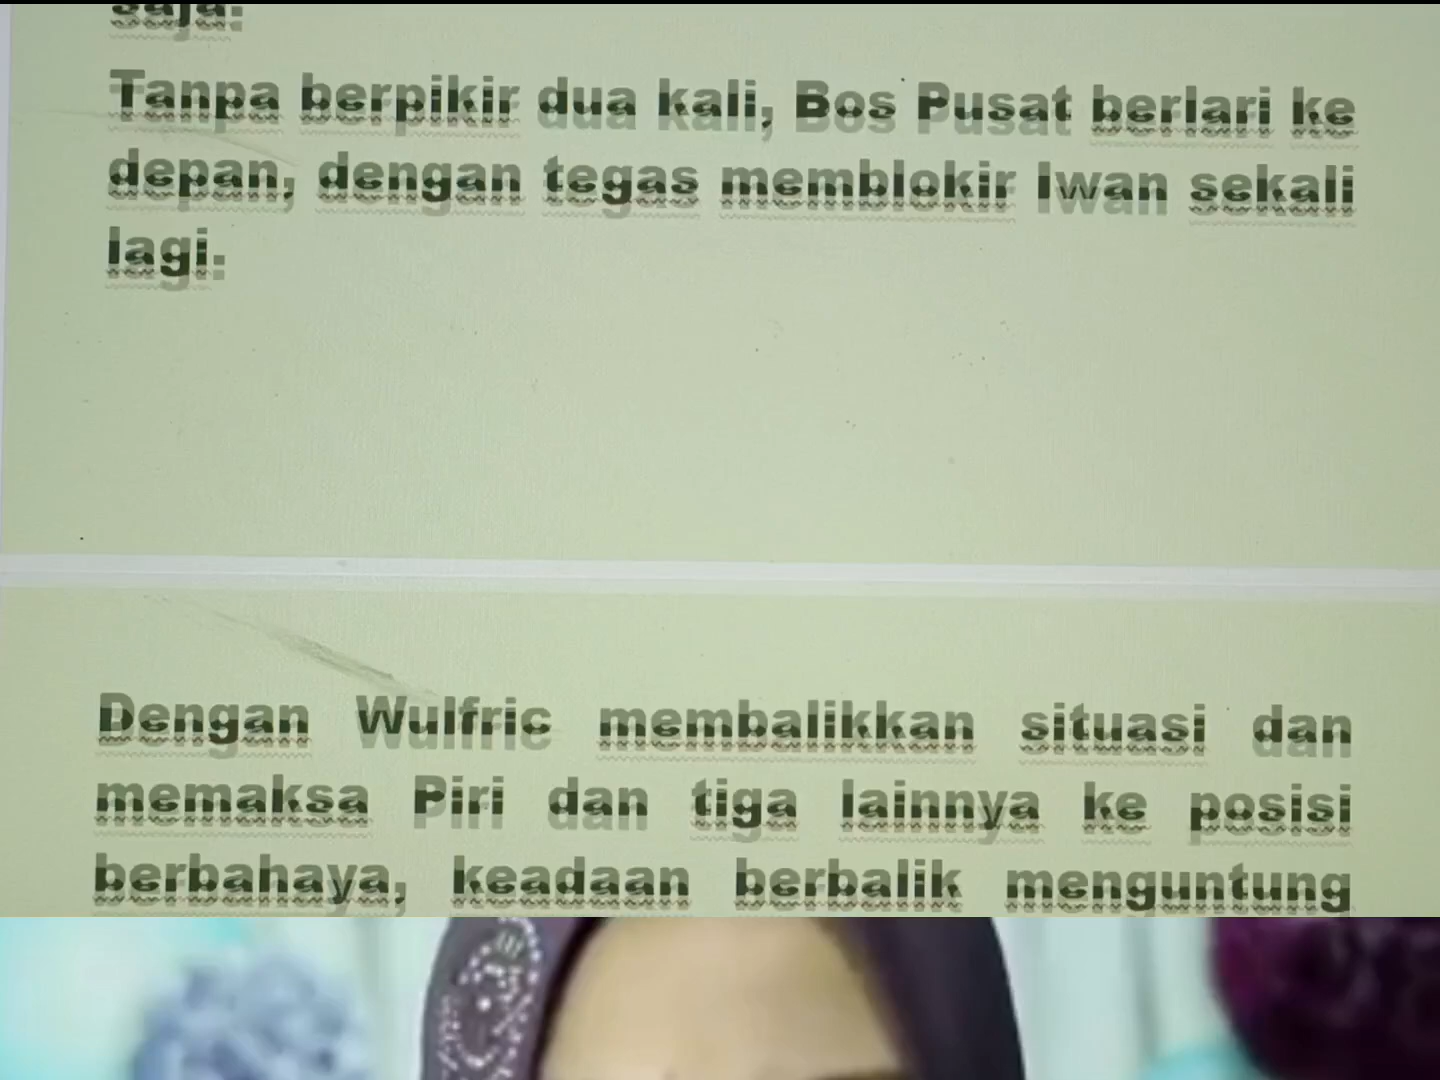 saja.
Tanpa berpikir dua kali, Bos Pusat berlari ke
depan, dengan tegas memblokir Iwan sekali
lagi.
Dengan Wulfric membalikkan situasi dan
memaksa Piri dan tiga lainnya ke posisi
berbahaya, keadaan berbalik menguntung